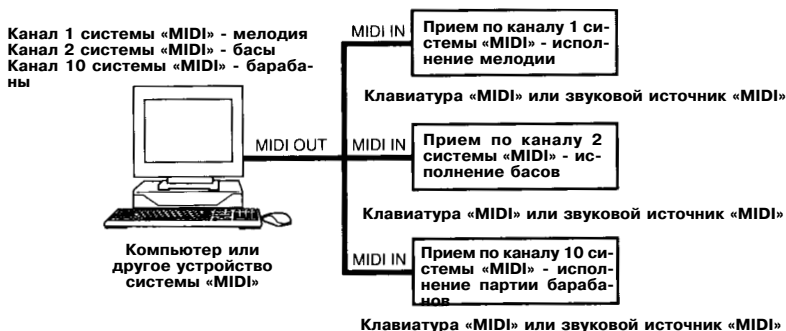 Канал 1 системы «MIDI» - мелодия
Канал 2 системы «MIDI» - басы
Канал 10 системы «MIDI» - бараба-
ны
MIDI OUT
Компьютер или
другое устройство
системы «MIDI»
MIDI IN
Прием по каналу 1 си-
стемы «MIDI» - испол-
нение мелодии
Клавиатура «MIDI» или звуковой источник «MIDI»
MIDI IN
Прием по каналу 2
системы «MIDI» - ис-
полнение басов
Клавиатура «MIDI» или звуковой источник «MIDI»
MIDI IN
Прием по каналу 10 си-
стемы «MIDI» - испол-
нение партии бараба-
нов
Клавиатура «MIDI» или звуковой источник «MIDI»